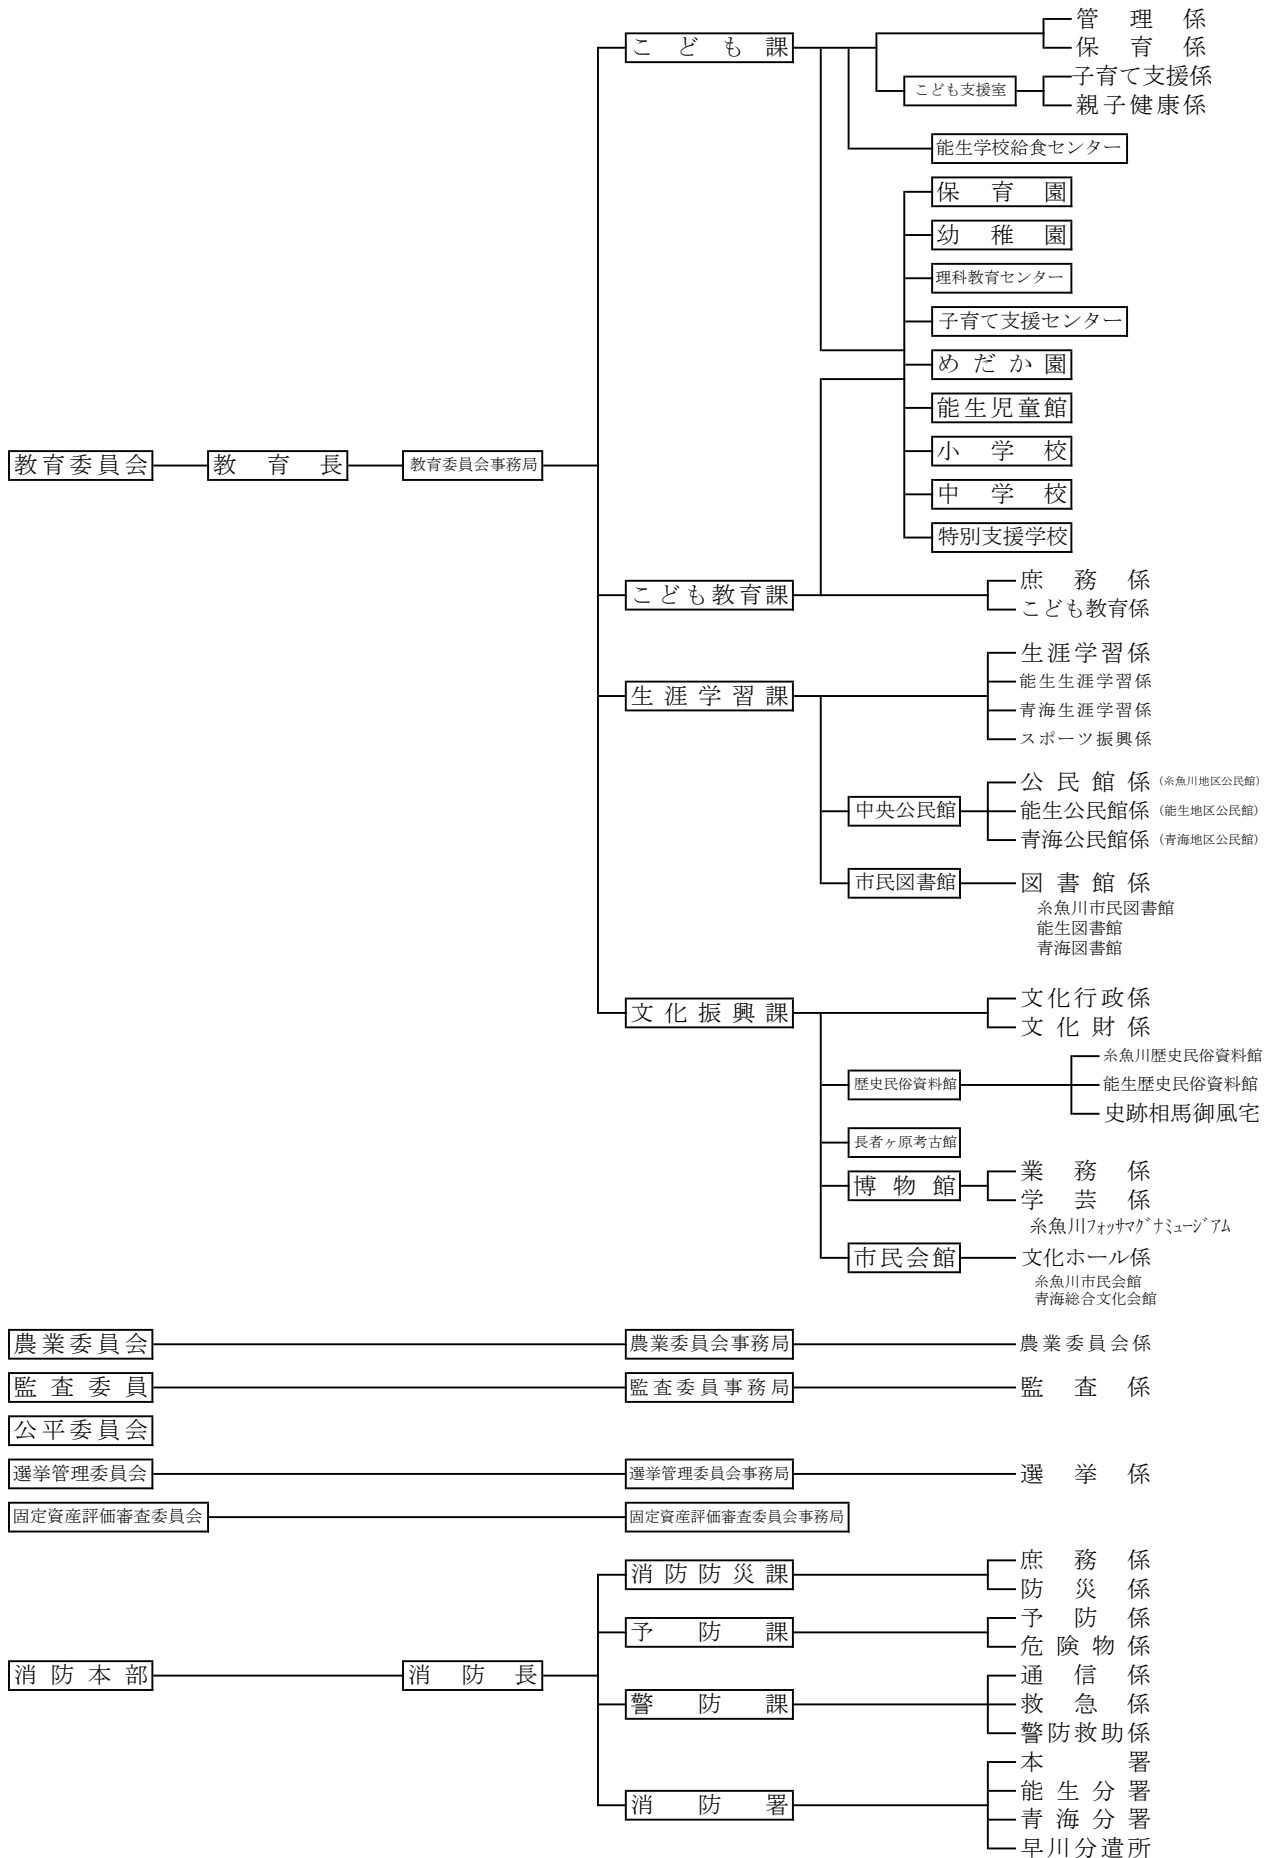 管理係
こども課
保育係
子育て支援係
こども支援室
親子健康係
能生学校給食センター
保育園
幼稚園
理科教育センター
子育て支援センター
めだか園
能生児童館
小学校
教育委員会 教育長 教育委員会事務局
中学校
特別支援学校
庶務係
こども教育課
こども教育係
生涯学習係
能生生涯学習係
生涯学習課
青海生涯学習係
スポーツ振興係
公民館係 (糸魚川地区公民館)
中央公民館 能生公民館係 (能生地区公民館)
青海公民館係 (青海地区公民館)
市民図書館 図書館係
糸魚川市民図書館
能生図書館
青海図書館
文化行政係
文化振興課
文化財係
糸魚川歴史民俗資料館
歴史民俗資料館 能生歴史民俗資料館
史跡相馬御風宅
長者ヶ原考古館
業務係
博物館
学芸係
糸魚川フォッサマグナミュージアム
市民会館 文化ホール係
糸魚川市民会館
青海総合文化会館
農業委員会 農業委員会事務局 農業委員会係
監査委員 監査委員事務局 監査係
公平委員会
選挙管理委員会 選挙管理委員会事務局 選挙係
固定資産評価審査委員会 固定資産評価審査委員会事務局
庶務係
消防防災課
防災係
予防係
予防課
危険物係
消防本部 消防長
通信係
警防課 救急係
警防救助係
本署
能生分署
消防署
青海分署
早川分遣所